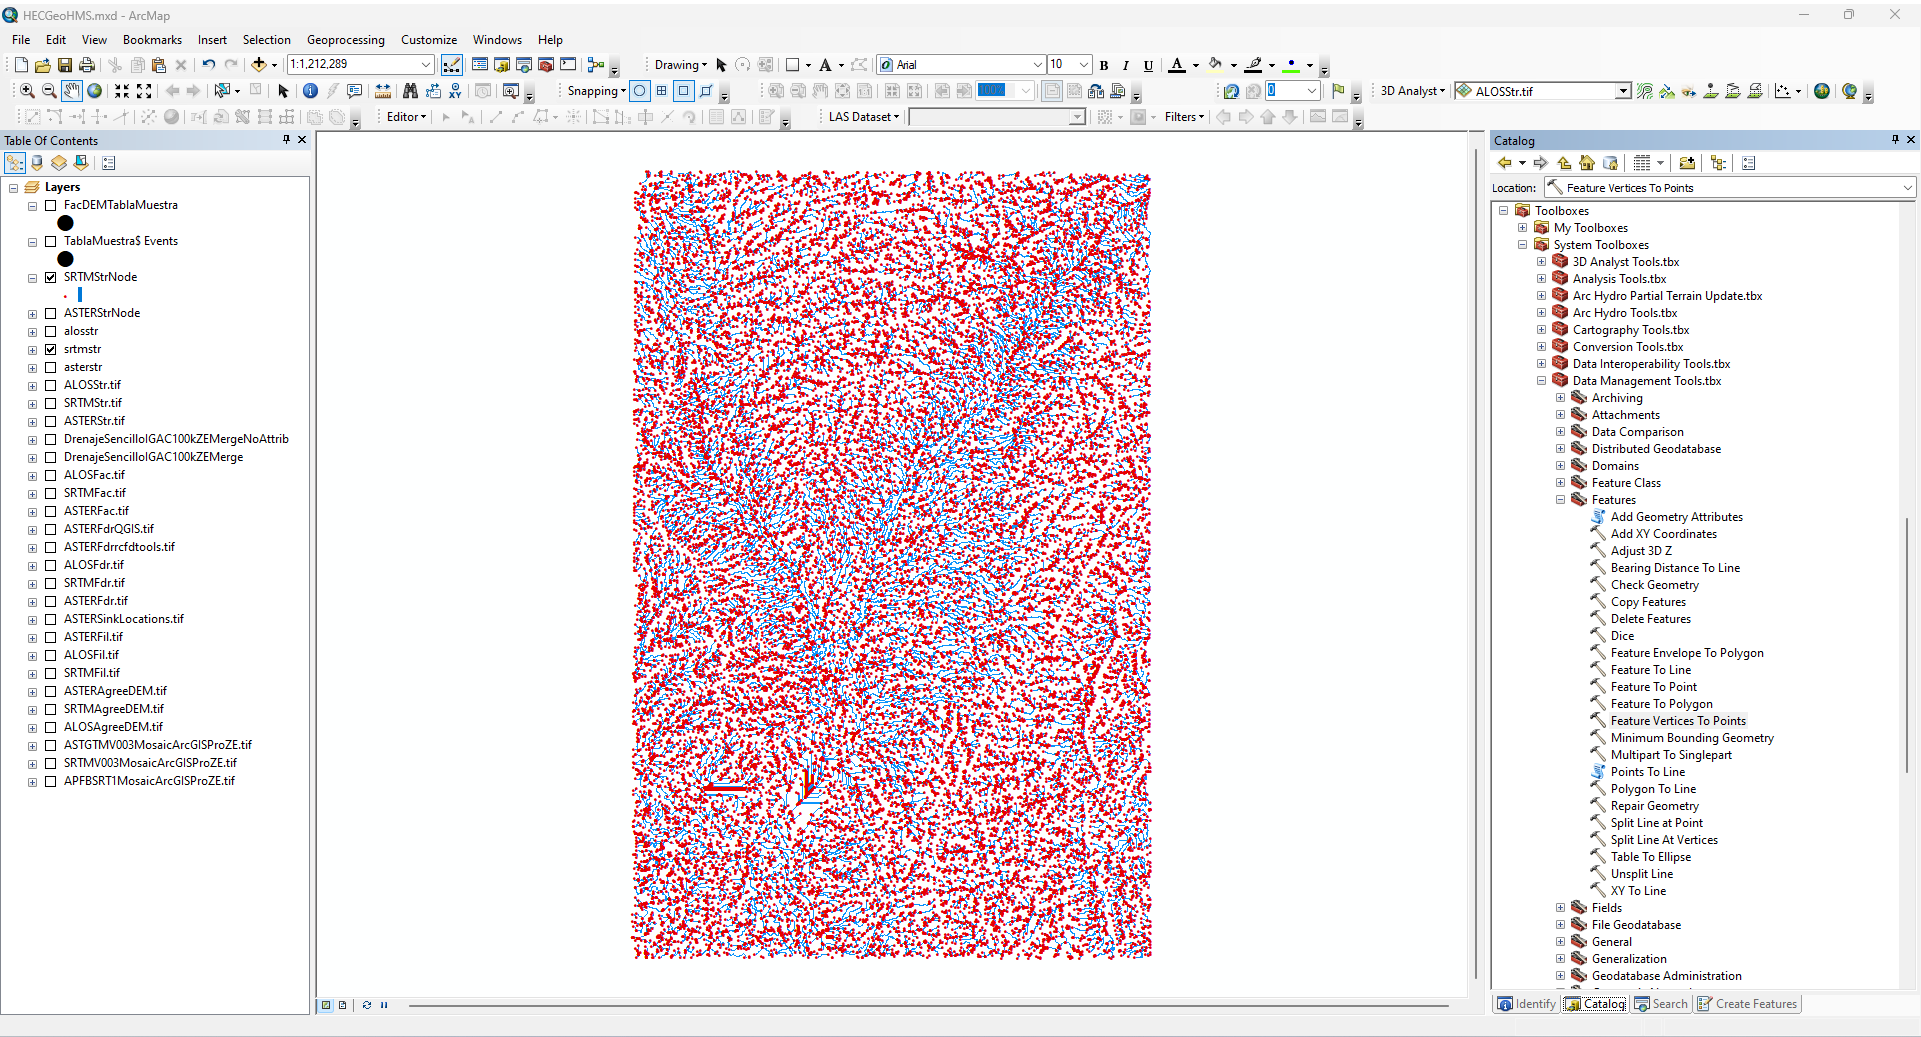 HECGeoHMS.mxd - ArcMap
File Edit View Bookmarks Insert Selection Geoprocessing Customize Windows Help
1:1,212,289 Drawing Arial 10 B I U A
Snapping 100% 0 3D Analyst ALOSStr.tif
Editor LAS Dataset Filters
Table Of Contents
Layers
FacDEMTablaMuestra
TablaMuestra$ Events
SRTMStrNode
ASTERStrNode
alosstr
srtmstr
asterstr
ALOSStr.tif
SRTMStr.tif
ASTERStr.tif
DrenajeSencilloIGAC100kZEMergeNoAttrib
DrenajeSencilloIGAC100kZEMerge
ALOSFac.tif
SRTMFac.tif
ASTERFac.tif
ASTERFdrQGIS.tif
ASTERFdrrcfdtools.tif
ALOSFdr.tif
SRTMFdr.tif
ASTERFdr.tif
ASTERSinkLocations.tif
ASTERFil.tif
ALOSFil.tif
SRTMFil.tif
ASTERAgreeDEM.tif
SRTMAgreeDEM.tif
ALOSAgreeDEM.tif
ASTGTMV003MosaicArcGISProZE.tif
SRTMV003MosaicArcGISProZE.tif
APFBSRT1MosaicArcGISProZE.tif
Catalog
Location: Feature Vertices To Points
Toolboxes
My Toolboxes
System Toolboxes
3D Analyst Tools.tbx
Analysis Tools.tbx
Arc Hydro Partial Terrain Update.tbx
Arc Hydro Tools.tbx
Cartography Tools.tbx
Conversion Tools.tbx
Data Interoperability Tools.tbx
Data Management Tools.tbx
Archiving
Attachments
Data Comparison
Distributed Geodatabase
Domains
Feature Class
Features
Add Geometry Attributes
Add XY Coordinates
Adjust 3D Z
Bearing Distance To Line
Check Geometry
Copy Features
Delete Features
Dice
Feature Envelope To Polygon
Feature To Line
Feature To Point
Feature To Polygon
Feature Vertices To Points
Minimum Bounding Geometry
Multipart To Singlepart
Points To Line
Polygon To Line
Repair Geometry
Split Line at Point
Split Line At Vertices
Table To Ellipse
Unsplit Line
XY To Line
Fields
File Geodatabase
General
Generalization
Geodatabase Administration
Identify Catalog Search Create Features